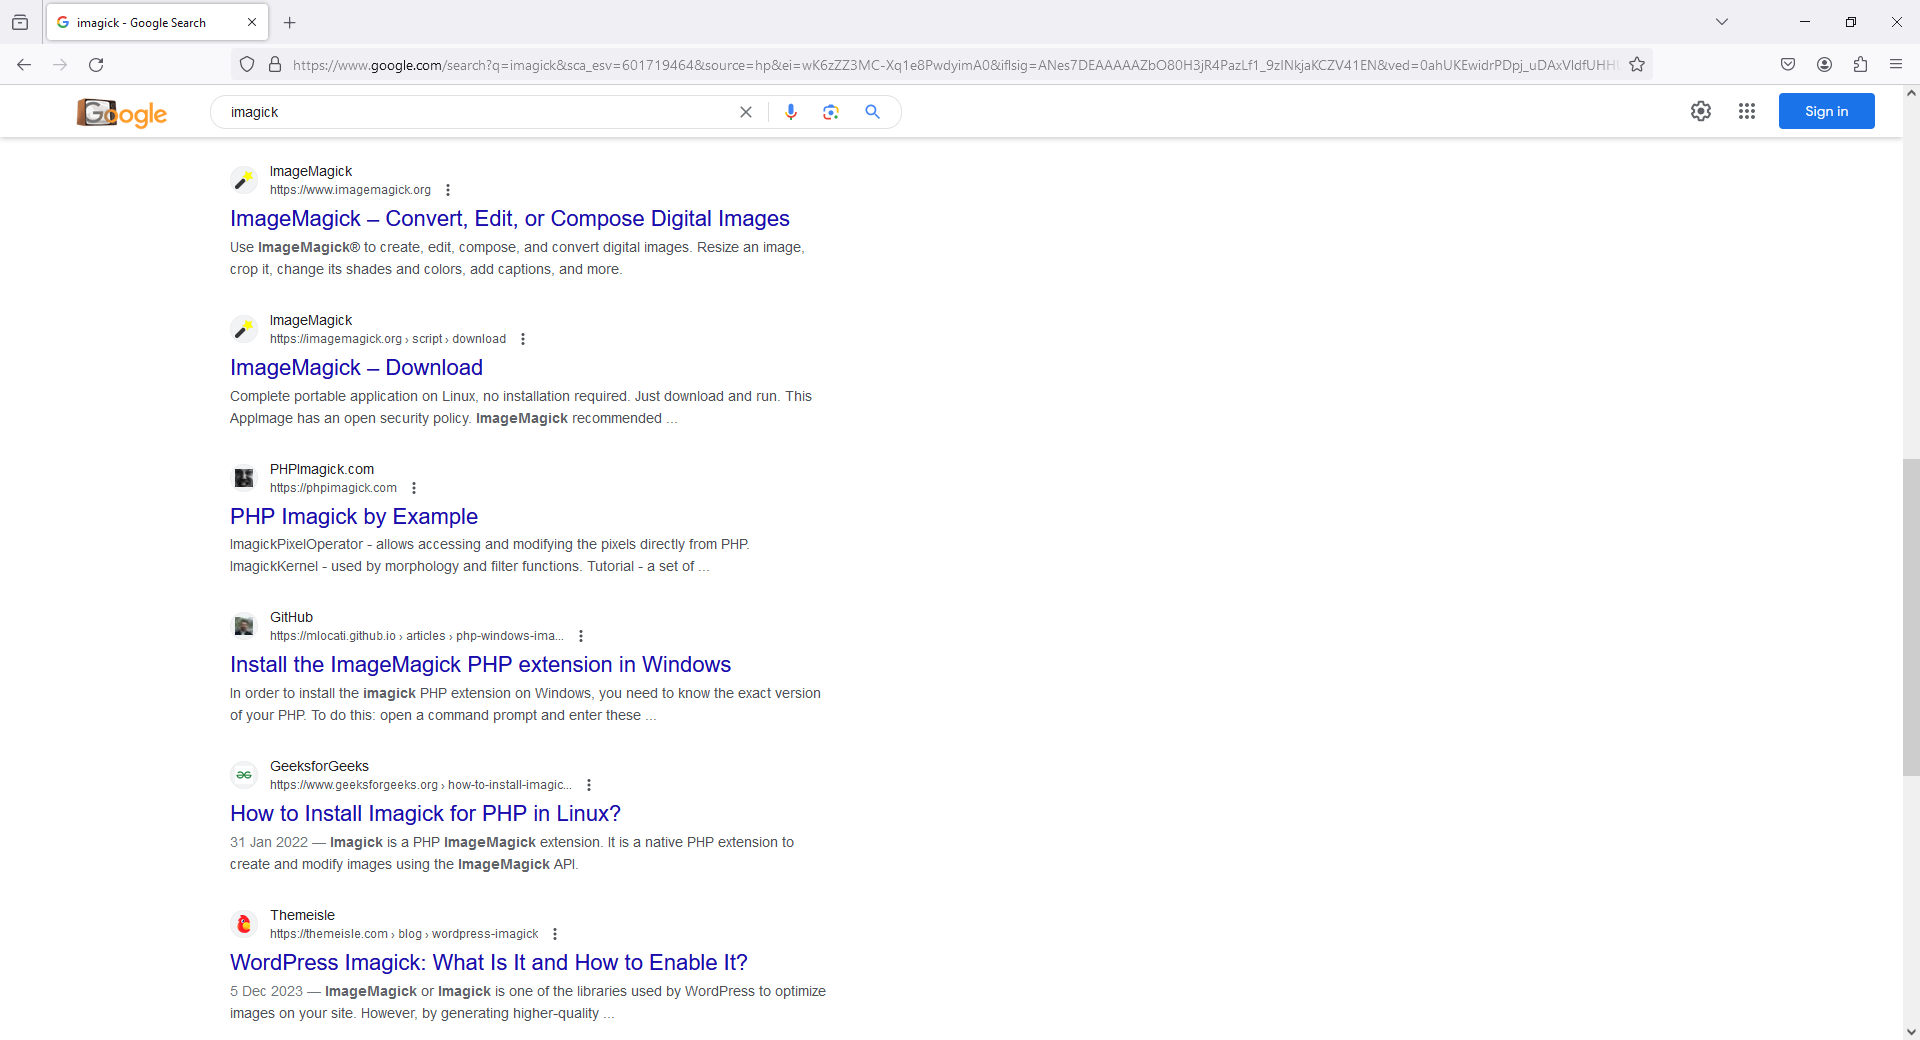 imagick - Google Search
https://www.google.com/search?q=imagick&sca_esv=601719464&source=hp&ei=wK6zZZ3MC-Xq1e8PwdyimA0&iflsig=ANes7DEAAAAAZbO80H3jR4PazLf1_9zINkjaKCZV41EN&ved=0ahUKEwidrPDpj_uDAxVldfUHH
Google
imagick
Sign in
ImageMagick
https://www.imagemagick.org
ImageMagick – Convert, Edit, or Compose Digital Images
Use ImageMagick® to create, edit, compose, and convert digital images. Resize an image,
crop it, change its shades and colors, add captions, and more.
ImageMagick
https://imagemagick.org › script › download
ImageMagick – Download
Complete portable application on Linux, no installation required. Just download and run. This
AppImage has an open security policy. ImageMagick recommended ...
PHPImagick.com
https://phpimagick.com
PHP Imagick by Example
ImagickPixelOperator - allows accessing and modifying the pixels directly from PHP.
ImagickKernel - used by morphology and filter functions. Tutorial - a set of ...
GitHub
https://mlocati.github.io › articles › php-windows-ima...
Install the ImageMagick PHP extension in Windows
In order to install the imagick PHP extension on Windows, you need to know the exact version
of your PHP. To do this: open a command prompt and enter these ...
GeeksforGeeks
https://www.geeksforgeeks.org › how-to-install-imagic...
How to Install Imagick for PHP in Linux?
31 Jan 2022 — Imagick is a PHP ImageMagick extension. It is a native PHP extension to
create and modify images using the ImageMagick API.
Themeisle
https://themeisle.com › blog › wordpress-imagick
WordPress Imagick: What Is It and How to Enable It?
5 Dec 2023 — ImageMagick or Imagick is one of the libraries used by WordPress to optimize
images on your site. However, by generating higher-quality ...